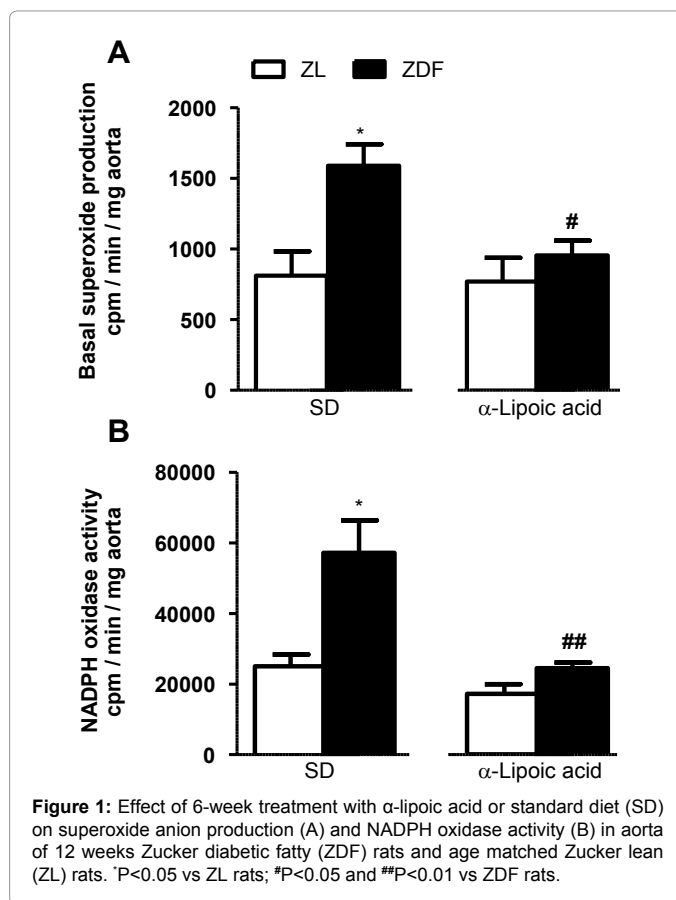 A
ZL ZDF
Basal superoxide production
cpm / min / mg aorta
2000
1500
1000
500
0
*
#
SD
α-Lipoic acid
B
NADPH oxidase activity
cpm / min / mg aorta
80000
60000
40000
20000
0
*
##
SD
α-Lipoic acid
Figure 1: Effect of 6-week treatment with α-lipoic acid or standard diet (SD)
on superoxide anion production (A) and NADPH oxidase activity (B) in aorta
of 12 weeks Zucker diabetic fatty (ZDF) rats and age matched Zucker lean
(ZL) rats. *P<0.05 vs ZL rats; #P<0.05 and ##P<0.01 vs ZDF rats.